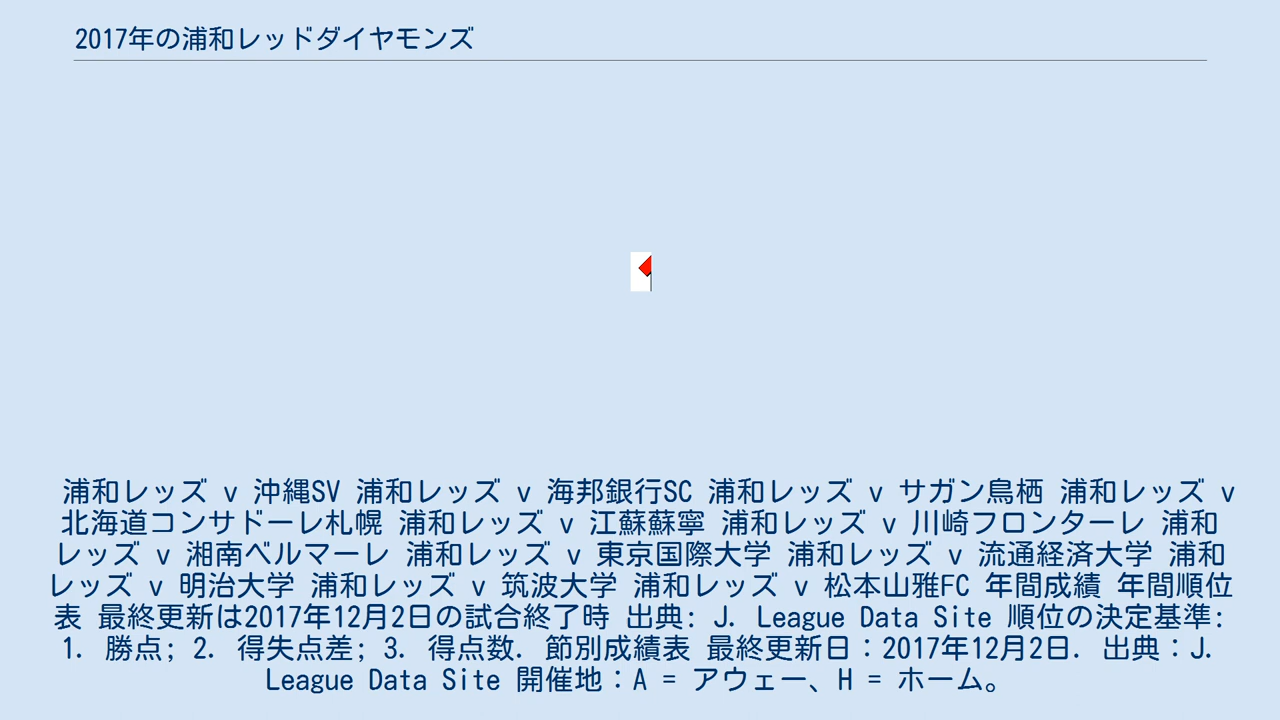 2017年の浦和レッドダイヤモンズ
浦和レッズ v 沖縄SV 浦和レッズ v 海邦銀行SC 浦和レッズ v サガン鳥栖 浦和レッズ v
北海道コンサドーレ札幌 浦和レッズ v 江蘇蘇寧 浦和レッズ v 川崎フロンターレ 浦和
レッズ v 湘南ベルマーレ 浦和レッズ v 東京国際大学 浦和レッズ v 流通経済大学 浦和
レッズ v 明治大学 浦和レッズ v 筑波大学 浦和レッズ v 松本山雅FC 年間成績 年間順位
表 最終更新は2017年12月2日の試合終了時 出典: J. League Data Site 順位の決定基準:
1. 勝点; 2. 得失点差; 3. 得点数. 節別成績表 最終更新日：2017年12月2日. 出典：J.
League Data Site 開催地：A = アウェー、H = ホーム。